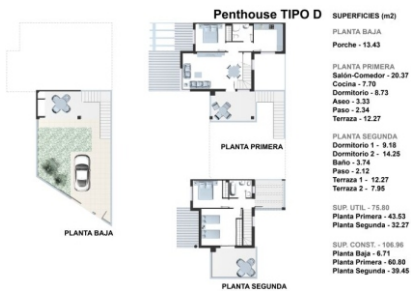 Penthouse TIPO D
SUPERFICIES (m2)
PLANTA BAJA
Porche - 13.43
PLANTA PRIMERA
Salón-Comedor - 20.37
Cocina - 7.70
Dormitorio - 8.73
Aseo - 3.33
Paso - 2.34
Terraza - 12.27
PLANTA SEGUNDA
Dormitorio 1 - 9.18
Dormitorio 2 - 14.25
Baño - 3.74
Paso - 2.12
Terraza 1 - 12.27
Terraza 2 - 7.95
SUP. UTIL - 75.80
Planta Primera - 43.53
Planta Segunda - 32.27
SUP. CONST. - 106.96
Planta Baja - 6.71
Planta Primera - 60.80
Planta Segunda - 39.45
PLANTA PRIMERA
PLANTA BAJA
PLANTA SEGUNDA